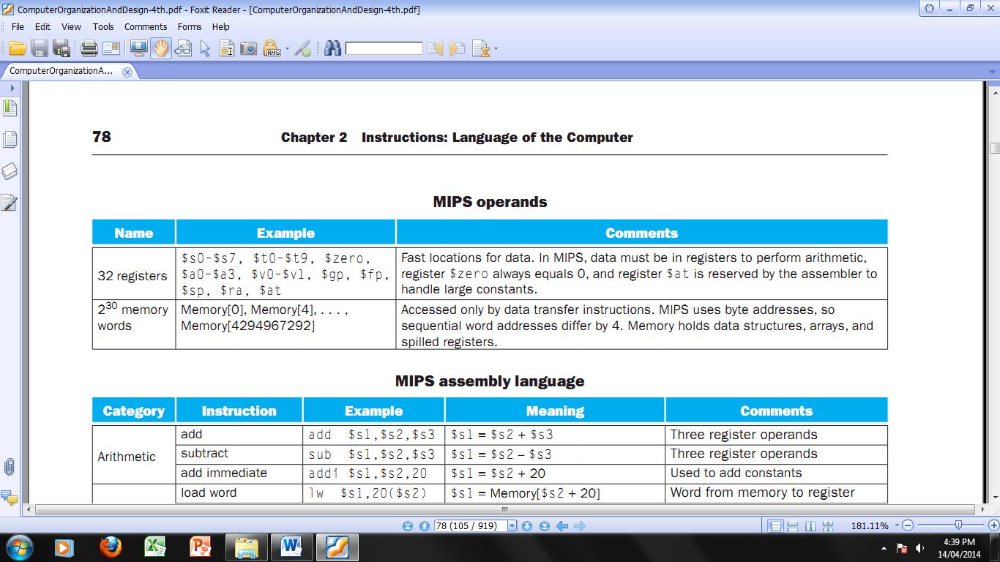 ComputerOrganizationAndDesign-4th.pdf - Foxit Reader - [ComputerOrganizationAndDesign-4th.pdf]
File Edit View Tools Comments Forms Help
RMS
ComputerOrganizationA...
78 Chapter 2 Instructions: Language of the Computer
MIPS operands
Name Example Comments
32 registers
$s0-$s7, $t0-$t9, $zero,
$a0-$a3, $v0-$v1, $gp, $fp,
$sp, $ra, $at
Fast locations for data. In MIPS, data must be in registers to perform arithmetic,
register $zero always equals 0, and register $at is reserved by the assembler to
handle large constants.
2³⁰ memory
words
Memory[0], Memory[4], . . . ,
Memory[4294967292]
Accessed only by data transfer instructions. MIPS uses byte addresses, so
sequential word addresses differ by 4. Memory holds data structures, arrays, and
spilled registers.
MIPS assembly language
Category Instruction Example Meaning Comments
Arithmetic
add add $s1,$s2,$s3 $s1 = $s2 + $s3 Three register operands
subtract sub $s1,$s2,$s3 $s1 = $s2 – $s3 Three register operands
add immediate addi $s1,$s2,20 $s1 = $s2 + 20 Used to add constants
load word lw $s1,20($s2) $s1 = Memory[$s2 + 20] Word from memory to register
78 (105 / 919)
181.11%
4:39 PM
14/04/2014